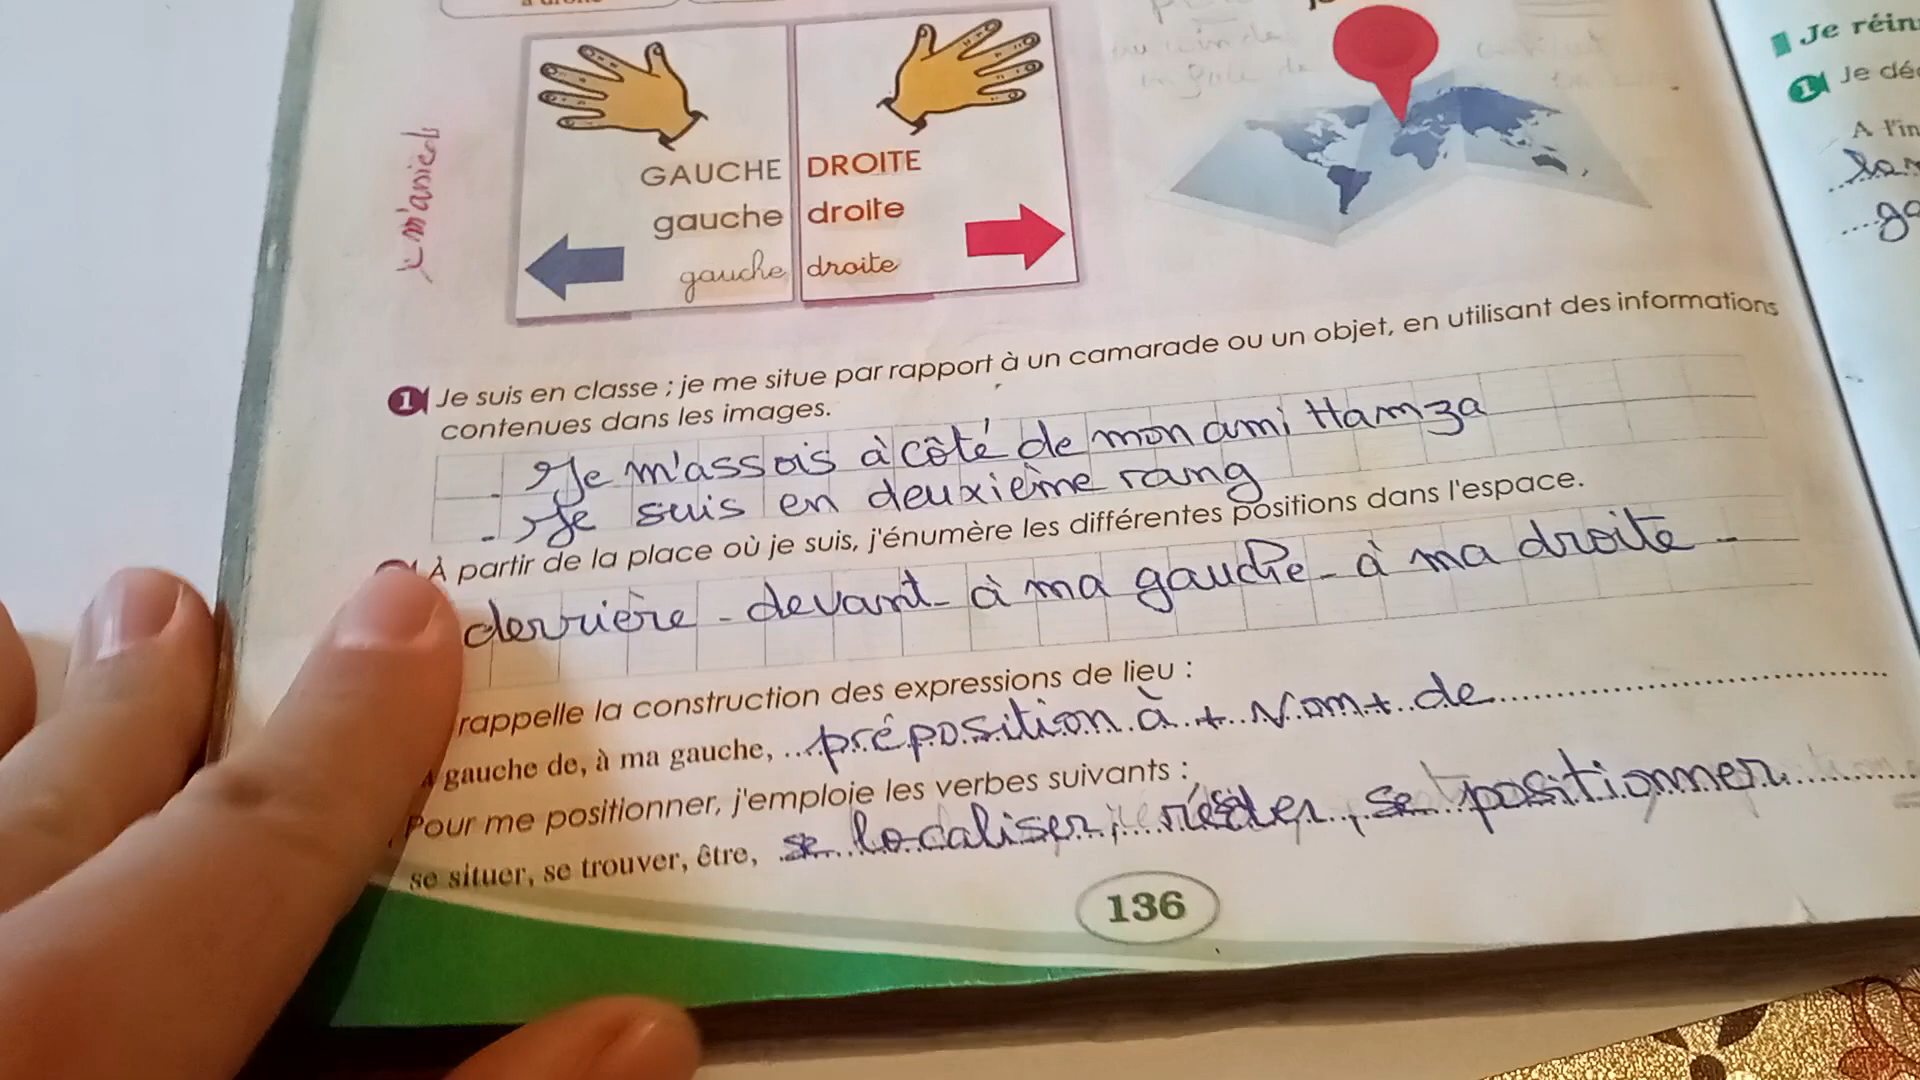 à droite
GAUCHE DROITE
gauche droite
gauche droite
Je suis en classe ; je me situe par rapport à un camarade ou un objet, en utilisant des informations
contenues dans les images.
- Je m'assois à côté de mon ami Hamza
- Je suis en deuxième rang
À partir de la place où je suis, j'énumère les différentes positions dans l'espace.
derrière - devant - à ma gauche - à ma droite -
rappelle la construction des expressions de lieu :
à gauche de, à ma gauche, préposition à + Nom + de
Pour me positionner, j'emploie les verbes suivants :
se situer, se trouver, être, se localiser, résider, se positionner
136
Je réin
1 Je dé
A l'in